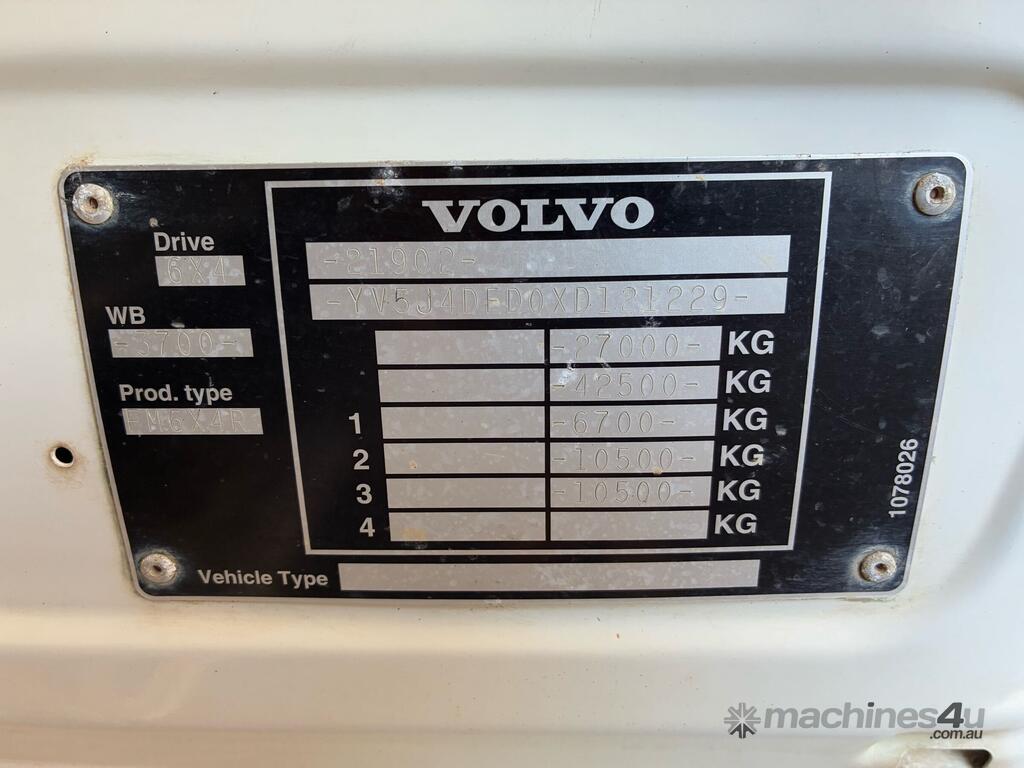 VOLVO
Drive
6X4
-21902-
-YV5J4DFD0XD121229-
WB
-3700-
-27000- KG
-42500- KG
Prod. type
FM6X4R
1 -6700- KG
2 -10500- KG
3 -10500- KG
4 KG
1078026
Vehicle Type
machines4u
.com.au